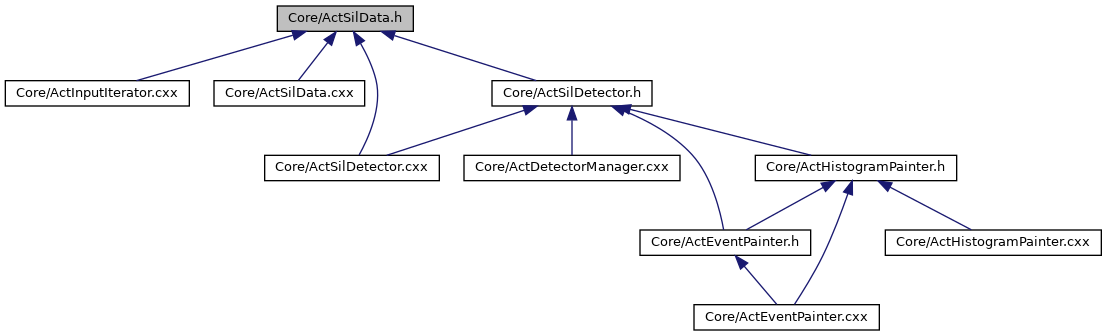 Core/ActSilData.h
Core/ActInputIterator.cxx
Core/ActSilData.cxx
Core/ActSilDetector.h
Core/ActSilDetector.cxx
Core/ActDetectorManager.cxx
Core/ActHistogramPainter.h
Core/ActEventPainter.h
Core/ActHistogramPainter.cxx
Core/ActEventPainter.cxx